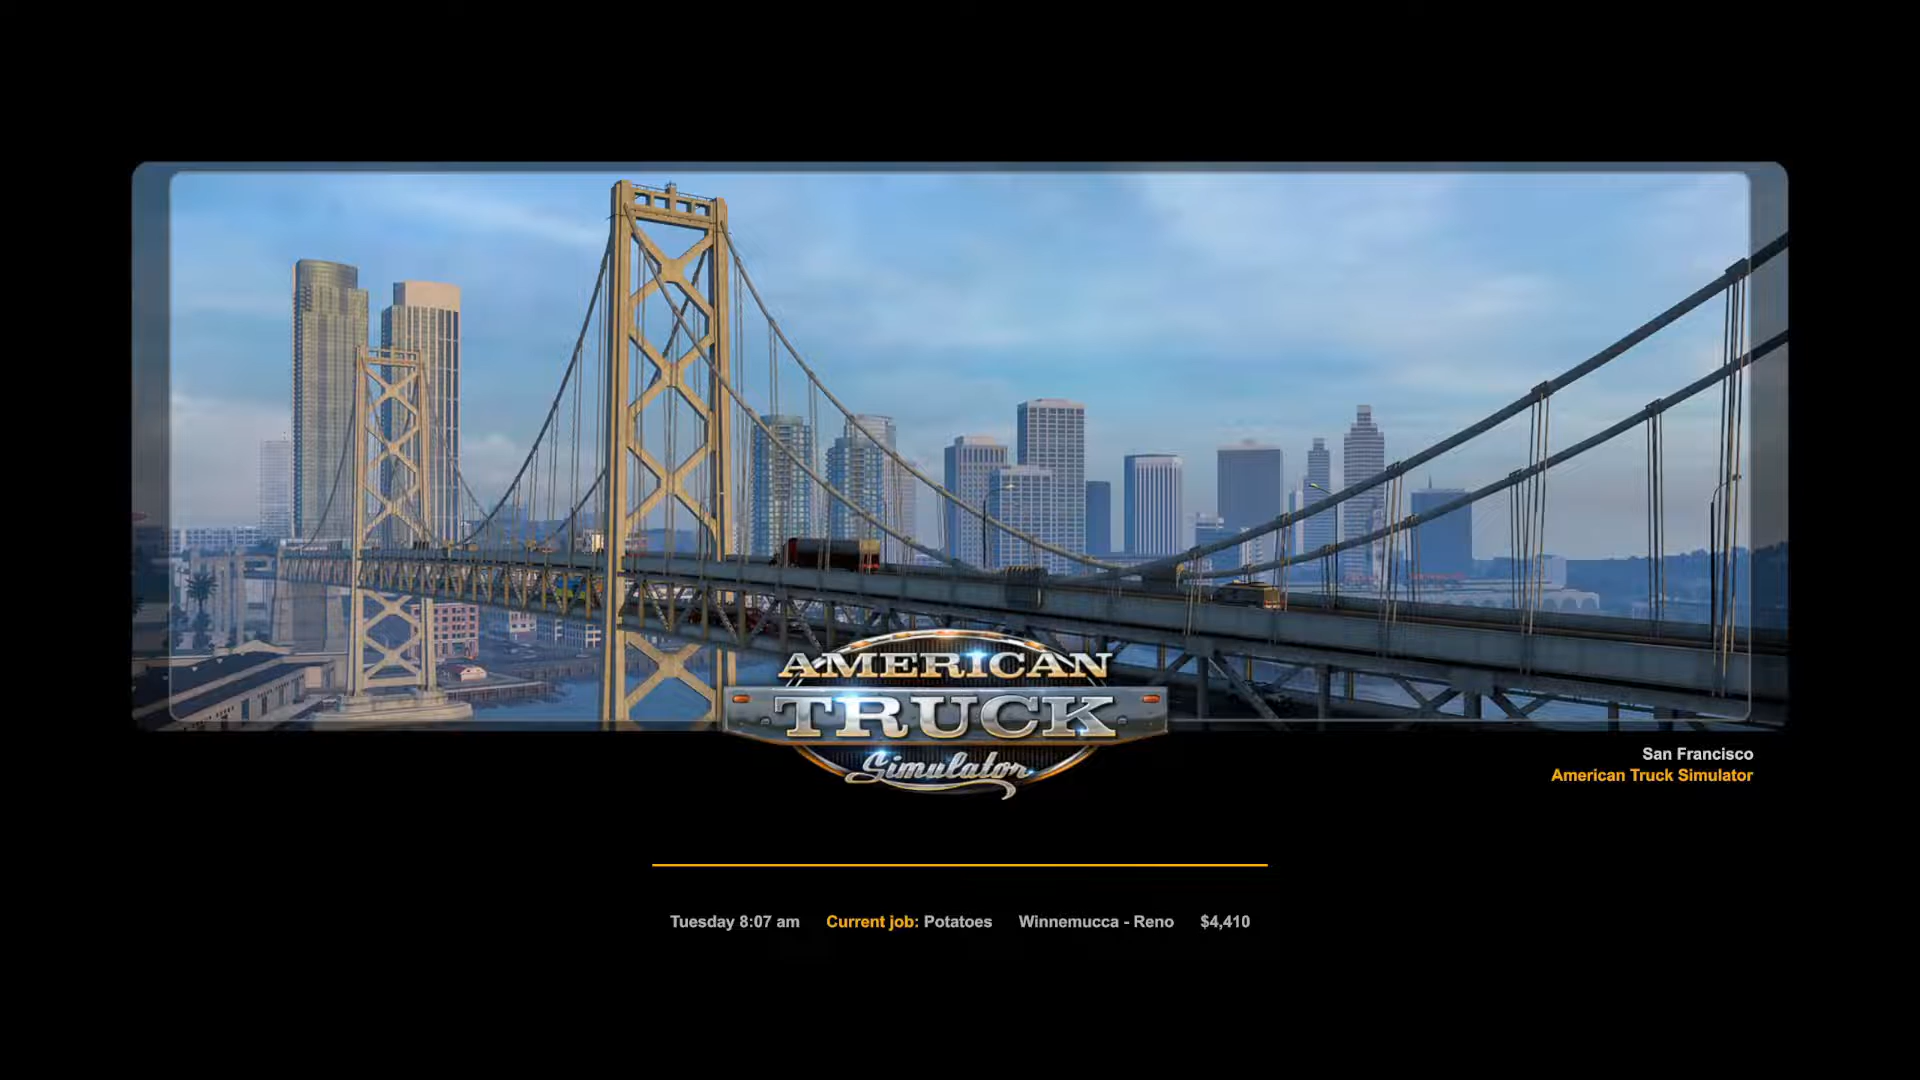 AMERICAN
TRUCK
Simulator
San Francisco
American Truck Simulator
Tuesday 8:07 am Current job: Potatoes Winnemucca - Reno $4,410